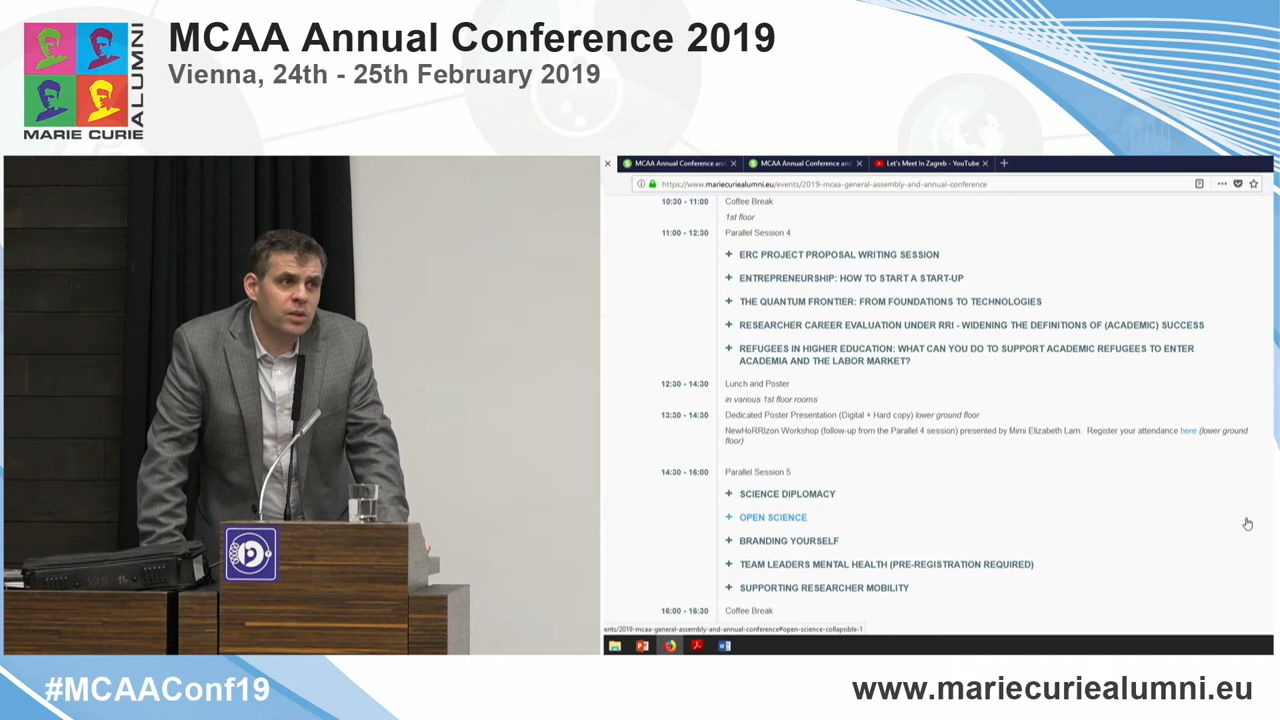 MCAA Annual Conference 2019
Vienna, 24th - 25th February 2019
ALUMNI
MARIE CURIE
MCAA Annual Conference an
MCAA Annual Conference and
Let's Meet In Zagreb - YouTube
https://www.mariecuriealumni.eu/events/2019-mcaa-general-assembly-and-annual-conference
10:30 - 11:00 Coffee Break
1st floor
11:00 - 12:30 Parallel Session 4
+ ERC PROJECT PROPOSAL WRITING SESSION
+ ENTREPRENEURSHIP: HOW TO START A START-UP
+ THE QUANTUM FRONTIER: FROM FOUNDATIONS TO TECHNOLOGIES
+ RESEARCHER CAREER EVALUATION UNDER RRI - WIDENING THE DEFINITIONS OF (ACADEMIC) SUCCESS
+ REFUGEES IN HIGHER EDUCATION: WHAT CAN YOU DO TO SUPPORT ACADEMIC REFUGEES TO ENTER
ACADEMIA AND THE LABOR MARKET?
12:30 - 14:30 Lunch and Poster
in various 1st floor rooms
13:30 - 14:30 Dedicated Poster Presentation (Digital + Hard copy) lower ground floor
NewHoRRIzon Workshop (follow-up from the Parallel 4 session) presented by Mimi Elizabeth Lam. Register your attendance here (lower ground
floor)
14:30 - 16:00 Parallel Session 5
+ SCIENCE DIPLOMACY
+ OPEN SCIENCE
+ BRANDING YOURSELF
+ TEAM LEADERS MENTAL HEALTH (PRE-REGISTRATION REQUIRED)
+ SUPPORTING RESEARCHER MOBILITY
16:00 - 16:30 Coffee Break
ents/2019-mcaa-general-assembly-and-annual-conference#open-science-collapsible-1
#MCAAConf19
www.mariecuriealumni.eu